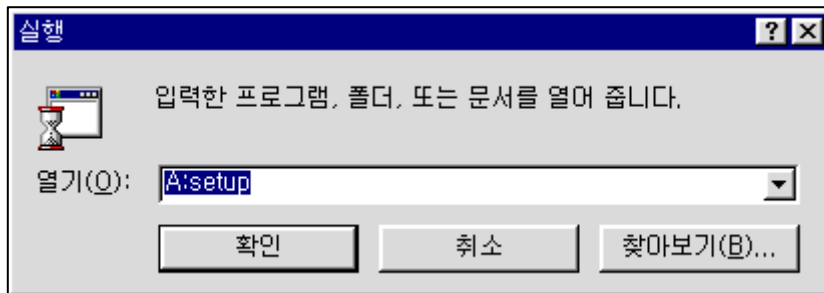 실행
입력한 프로그램, 폴더, 또는 문서를 열어 줍니다.
열기(O): A:setup
확인 취소 찾아보기(B)...